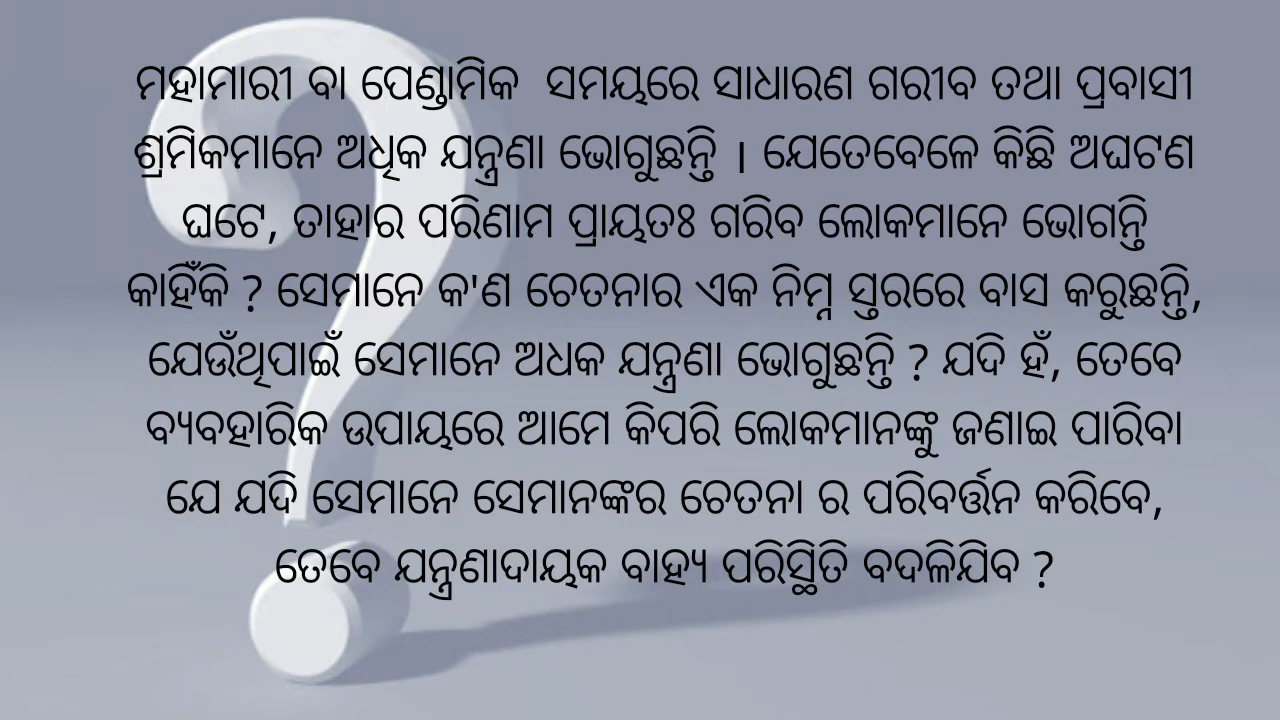 ମହାମାରୀ ବା ପେଣ୍ଡାମିକ  ସମୟରେ ସାଧାରଣ ଗରୀବ ତଥା ପ୍ରବାସୀ
ଶ୍ରମିକମାନେ ଅଧିକ ଯନ୍ତ୍ରଣା ଭୋଗୁଛନ୍ତି । ଯେତେବେଳେ କିଛି ଅଘଟଣ
ଘଟେ, ତାହାର ପରିଣାମ ପ୍ରାୟତଃ ଗରିବ ଲୋକମାନେ ଭୋଗନ୍ତି
କାହିଁକି ? ସେମାନେ କ'ଣ ଚେତନାର ଏକ ନିମ୍ନ ସ୍ତରରେ ବାସ କରୁଛନ୍ତି,
ଯେଉଁଥିପାଇଁ ସେମାନେ ଅଧକ ଯନ୍ତ୍ରଣା ଭୋଗୁଛନ୍ତି ? ଯଦି ହଁ, ତେବେ
ବ୍ୟବହାରିକ ଉପାୟରେ ଆମେ କିପରି ଲୋକମାନଙ୍କୁ ଜଣାଇ ପାରିବା
ଯେ ଯଦି ସେମାନେ ସେମାନଙ୍କର ଚେତନା ର ପରିବର୍ତ୍ତନ କରିବେ,
ତେବେ ଯନ୍ତ୍ରଣାଦାୟକ ବାହ୍ୟ ପରିସ୍ଥିତି ବଦଳିଯିବ ?